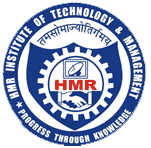 HMR INSTITUTE OF TECHNOLOGY & MANAGEMENT
तमसोमाज्योतिर्गमय
HMR
★ PROGRESS THROUGH KNOWLEDGE ★